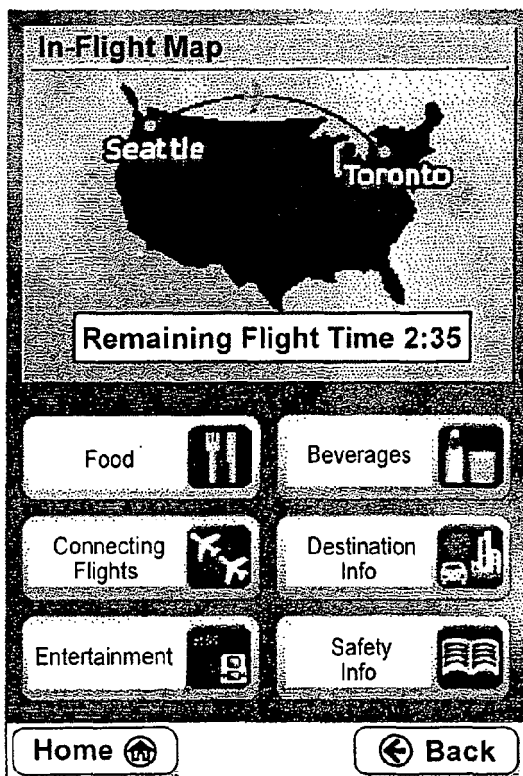 In-Flight Map
Seattle
Toronto
Remaining Flight Time 2:35
Food
Beverages
Connecting
Flights
Destination
Info
Entertainment
Safety
Info
Home
Back